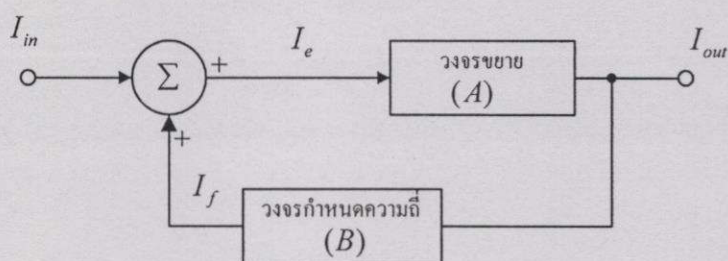 I_in
I_e
I_out
Σ
+
+
วงจรขยาย
(A)
I_f
วงจรกำหนดความถี่
(B)